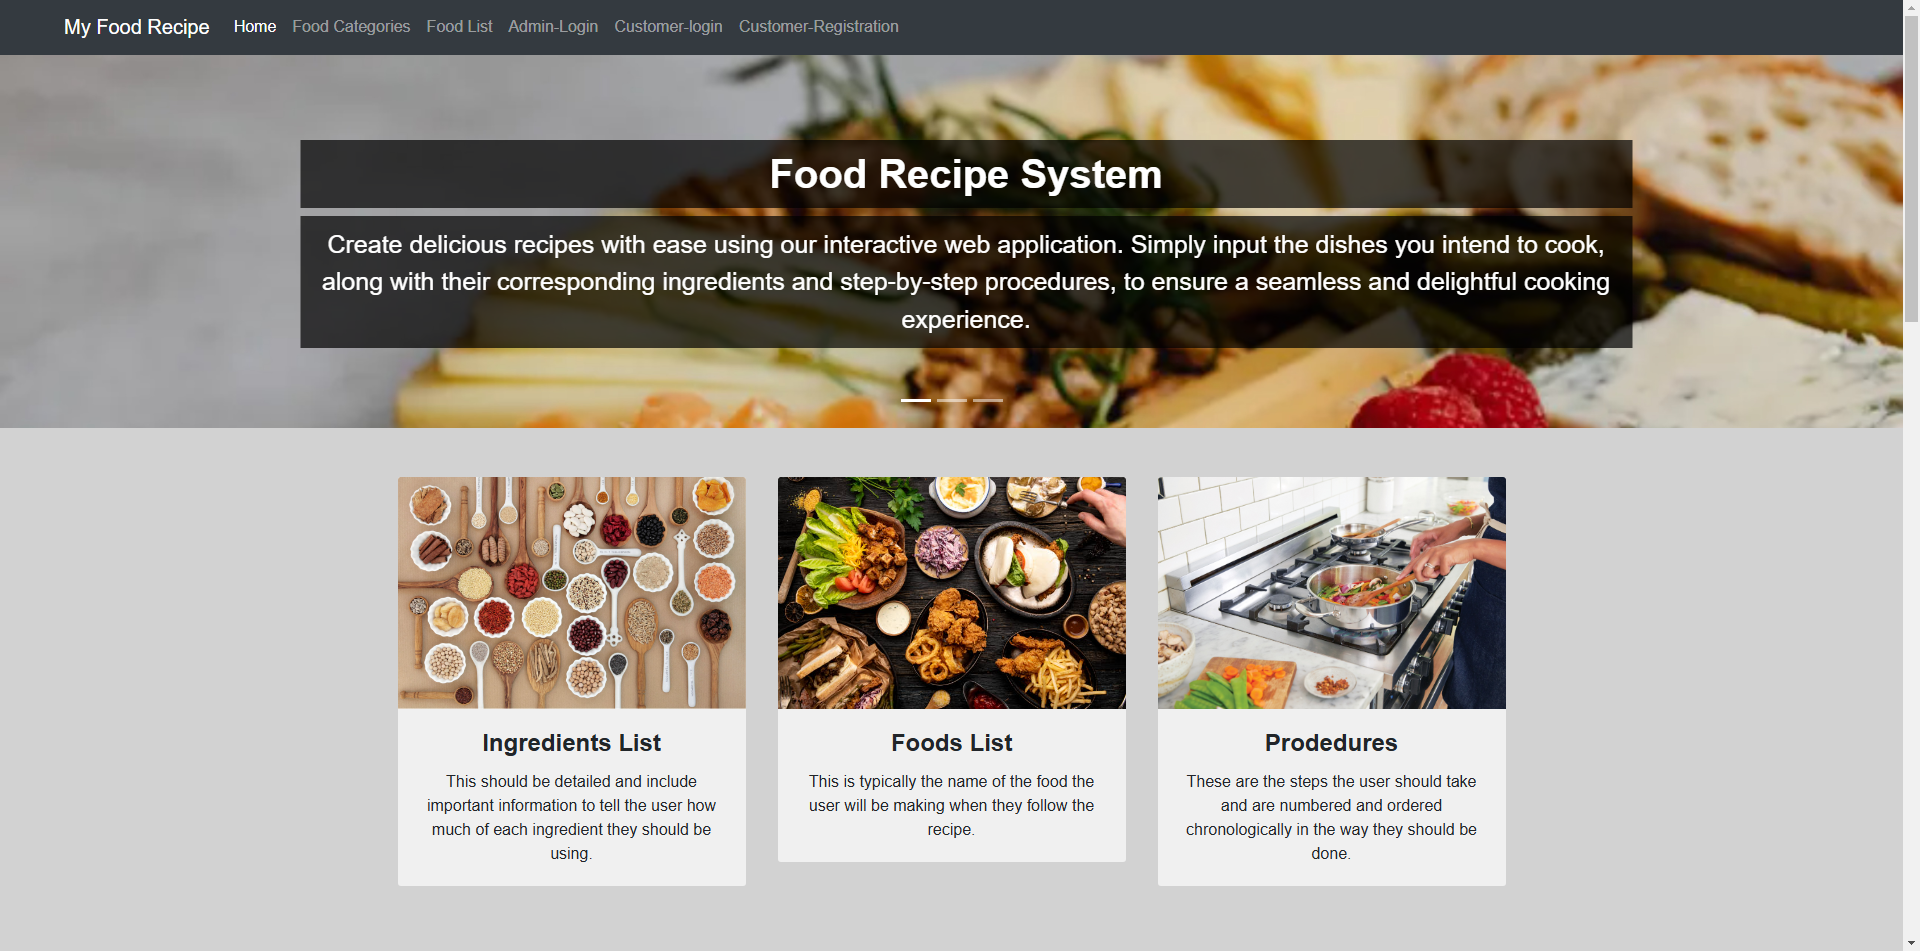 My Food Recipe Home Food Categories Food List Admin-Login Customer-login Customer-Registration
Food Recipe System
Create delicious recipes with ease using our interactive web application. Simply input the dishes you intend to cook,
along with their corresponding ingredients and step-by-step procedures, to ensure a seamless and delightful cooking
experience.
Ingredients List
This should be detailed and include
important information to tell the user how
much of each ingredient they should be
using.
Foods List
This is typically the name of the food the
user will be making when they follow the
recipe.
Prodedures
These are the steps the user should take
and are numbered and ordered
chronologically in the way they should be
done.